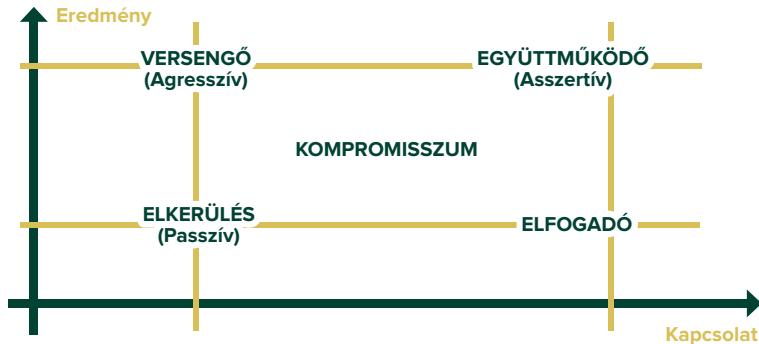 Eredmény
VERSENGŐ
(Agresszív)
EGYÜTTMŰKÖDŐ
(Asszertív)
KOMPROMISSZUM
ELKERÜLÉS
(Passzív)
ELFOGADÓ
Kapcsolat